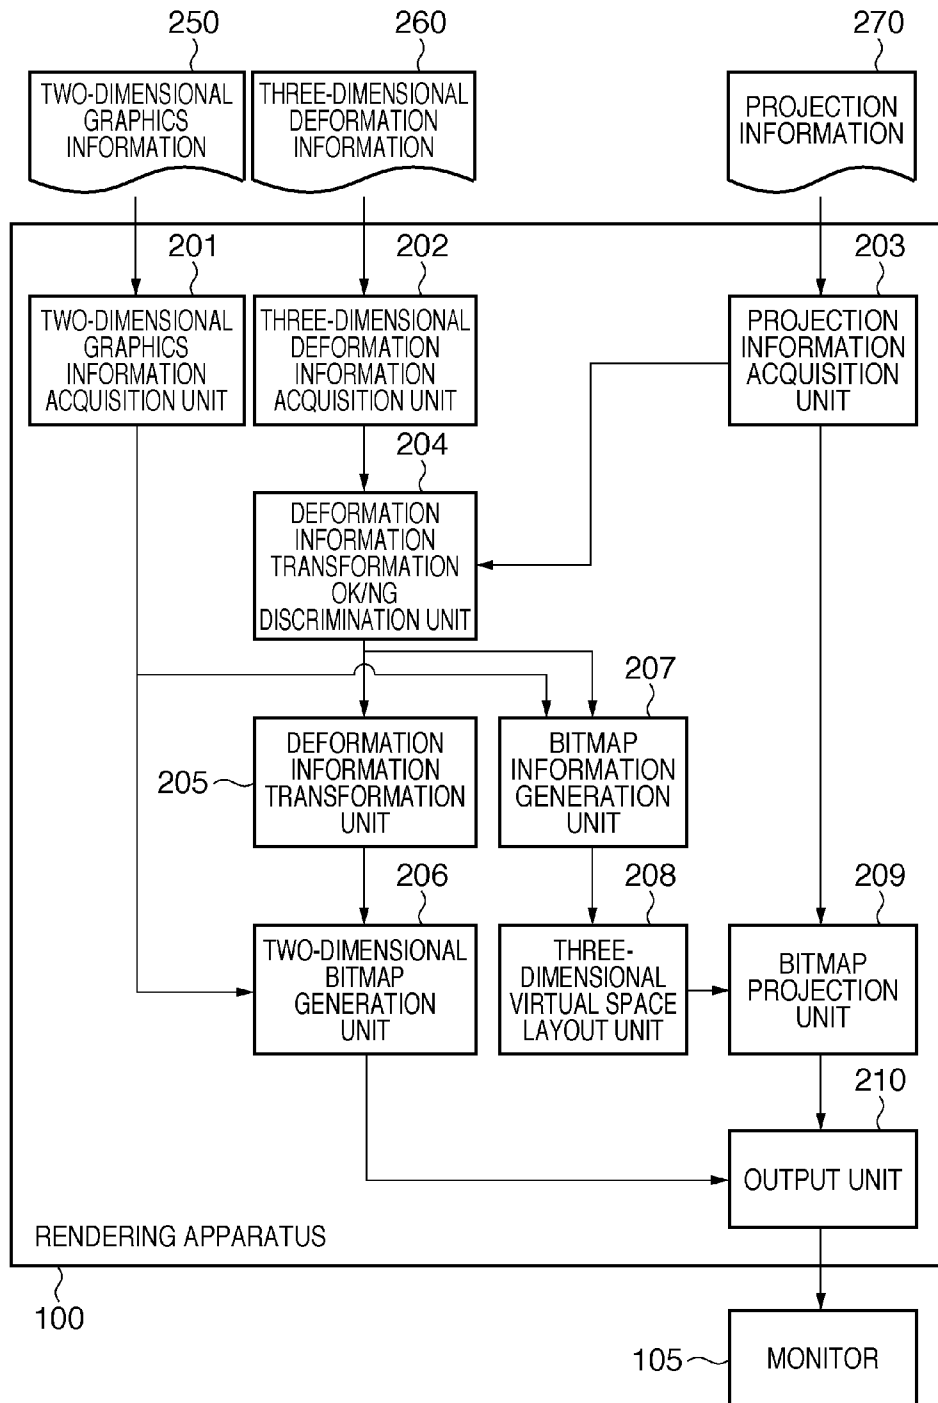 250
260
270
TWO-DIMENSIONAL
GRAPHICS
INFORMATION
THREE-DIMENSIONAL
DEFORMATION
INFORMATION
PROJECTION
INFORMATION
201
202
203
TWO-DIMENSIONAL
GRAPHICS
INFORMATION
ACQUISITION UNIT
THREE-DIMENSIONAL
DEFORMATION
INFORMATION
ACQUISITION UNIT
PROJECTION
INFORMATION
ACQUISITION
UNIT
204
DEFORMATION
INFORMATION
TRANSFORMATION
OK/NG
DISCRIMINATION UNIT
207
205
DEFORMATION
INFORMATION
TRANSFORMATION
UNIT
BITMAP
INFORMATION
GENERATION
UNIT
206
208
209
TWO-DIMENSIONAL
BITMAP
GENERATION
UNIT
THREE-
DIMENSIONAL
VIRTUAL SPACE
LAYOUT UNIT
BITMAP
PROJECTION
UNIT
210
OUTPUT UNIT
RENDERING APPARATUS
100
105
MONITOR